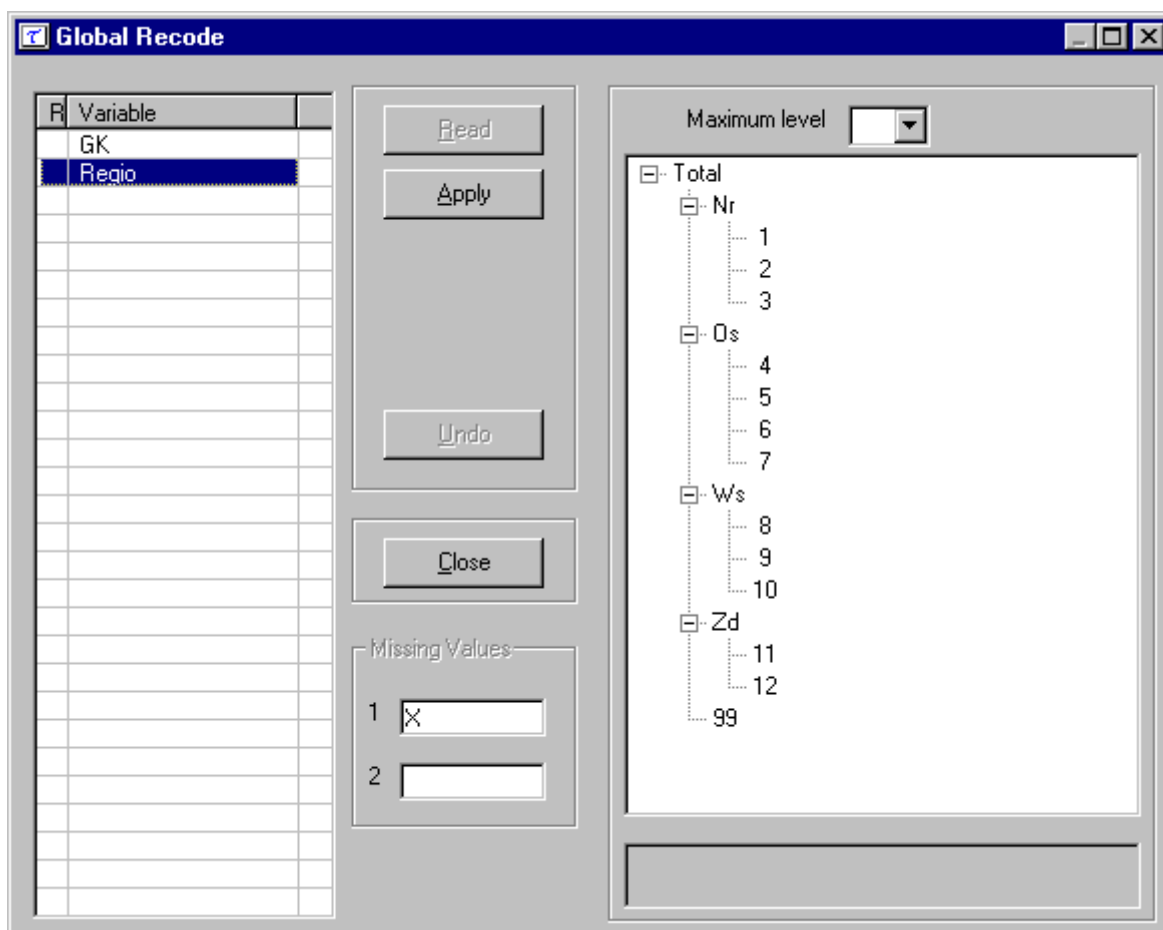 Global Recode
R Variable
GK
Regio
Read
Apply
Undo
Close
Missing Values
1 X
2
Maximum level
Total
Nr
1
2
3
Os
4
5
6
7
Ws
8
9
10
Zd
11
12
99